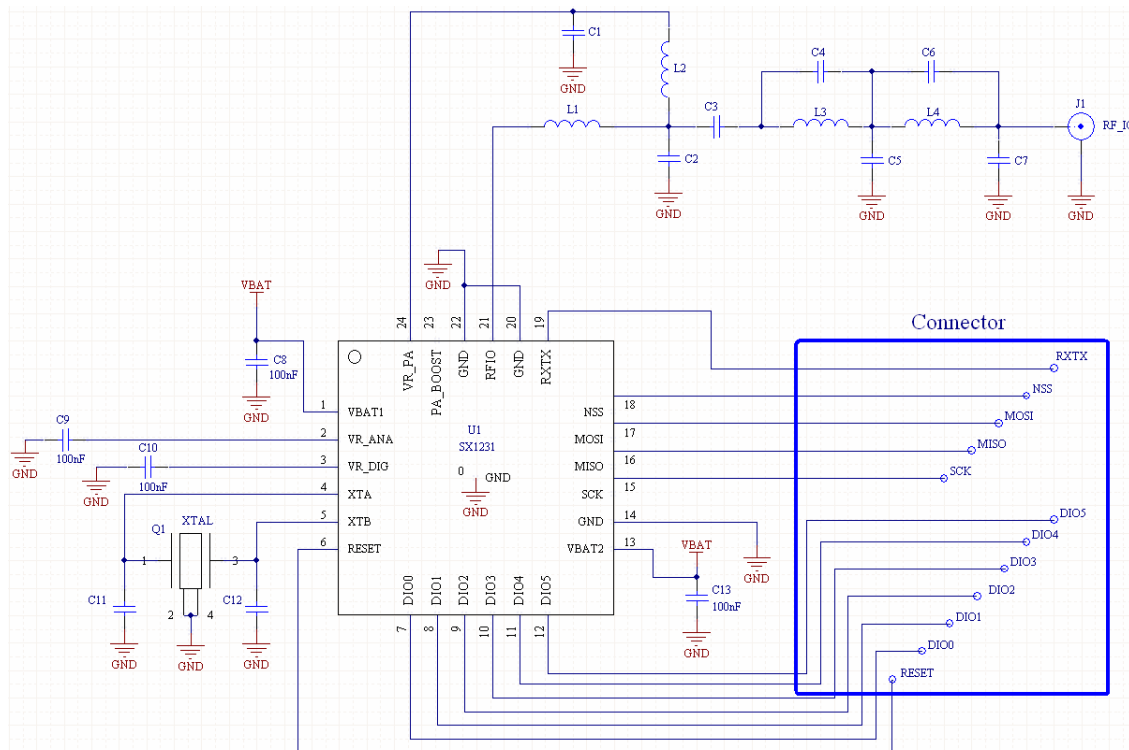 C1
GND
L2
C4
C6
L1
C3
L3
L4
J1
RF_IO
C2
C5
C7
GND
GND
GND
GND
GND
VBAT
24
23
22
21
20
19
VR_PA
PA_BOOST
GND
RFIO
GND
RXTX
Connector
RXTX
NSS
MOSI
MISO
SCK
C8
100nF
GND
C9
100nF
GND
C10
100nF
GND
1
VBAT1
2
VR_ANA
3
VR_DIG
4
XTA
5
XTB
6
RESET
U1
SX1231
0
GND
GND
NSS
18
MOSI
17
MISO
16
SCK
15
GND
14
VBAT2
13
GND
VBAT
C13
100nF
GND
Q1
XTAL
1
3
2
4
C11
C12
GND
GND
GND
DIO0
DIO1
DIO2
DIO3
DIO4
DIO5
7
8
9
10
11
12
DIO5
DIO4
DIO3
DIO2
DIO1
DIO0
RESET